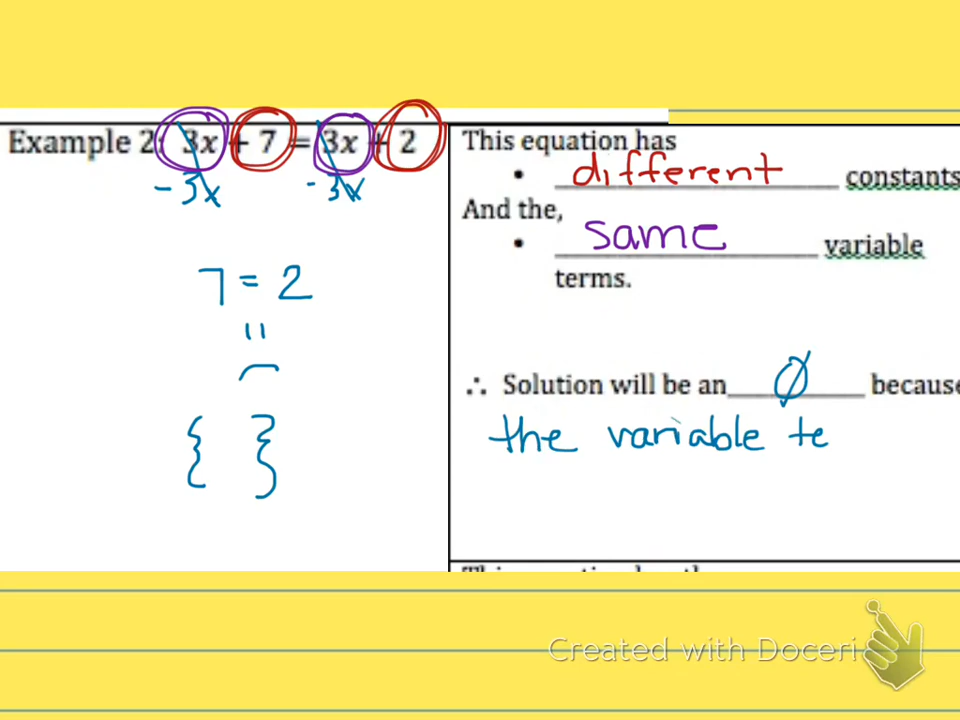 Example 2: 3x + 7 = 3x + 2
- 3x - 3x
7 = 2
{ }
This equation has
• different constants
And the,
• same variable
terms.
∴ Solution will be an ∅ because
the variable te
Created with Doceri